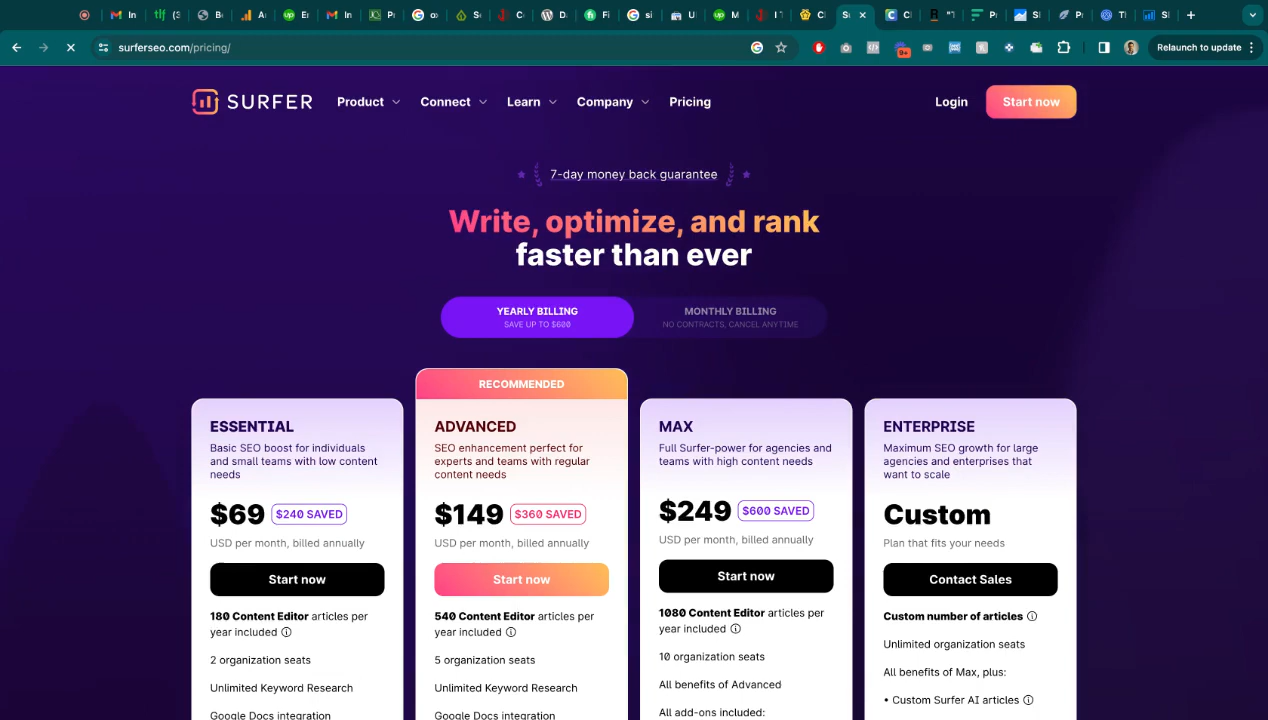 In
tlf (3
B
A
E
In
P
o
S
C
D
Fi
si
U
M
I T
C
S
C
"T
P
Sl
P
Tl
Sl
surferseo.com/pricing/
9+
Relaunch to update
SURFER
Product
Connect
Learn
Company
Pricing
Login
Start now
7-day money back guarantee
Write, optimize, and rank
faster than ever
YEARLY BILLING
SAVE UP TO $600
MONTHLY BILLING
NO CONTRACTS, CANCEL ANYTIME
RECOMMENDED
ESSENTIAL
Basic SEO boost for individuals
and small teams with low content
needs
$69 $240 SAVED
USD per month, billed annually
Start now
180 Content Editor articles per
year included
2 organization seats
Unlimited Keyword Research
Google Docs integration
ADVANCED
SEO enhancement perfect for
experts and teams with regular
content needs
$149 $360 SAVED
USD per month, billed annually
Start now
540 Content Editor articles per
year included
5 organization seats
Unlimited Keyword Research
Google Docs integration
MAX
Full Surfer-power for agencies and
teams with high content needs
$249 $600 SAVED
USD per month, billed annually
Start now
1080 Content Editor articles per
year included
10 organization seats
All benefits of Advanced
All add-ons included:
ENTERPRISE
Maximum SEO growth for large
agencies and enterprises that
want to scale
Custom
Plan that fits your needs
Contact Sales
Custom number of articles
Unlimited organization seats
All benefits of Max, plus:
• Custom Surfer AI articles